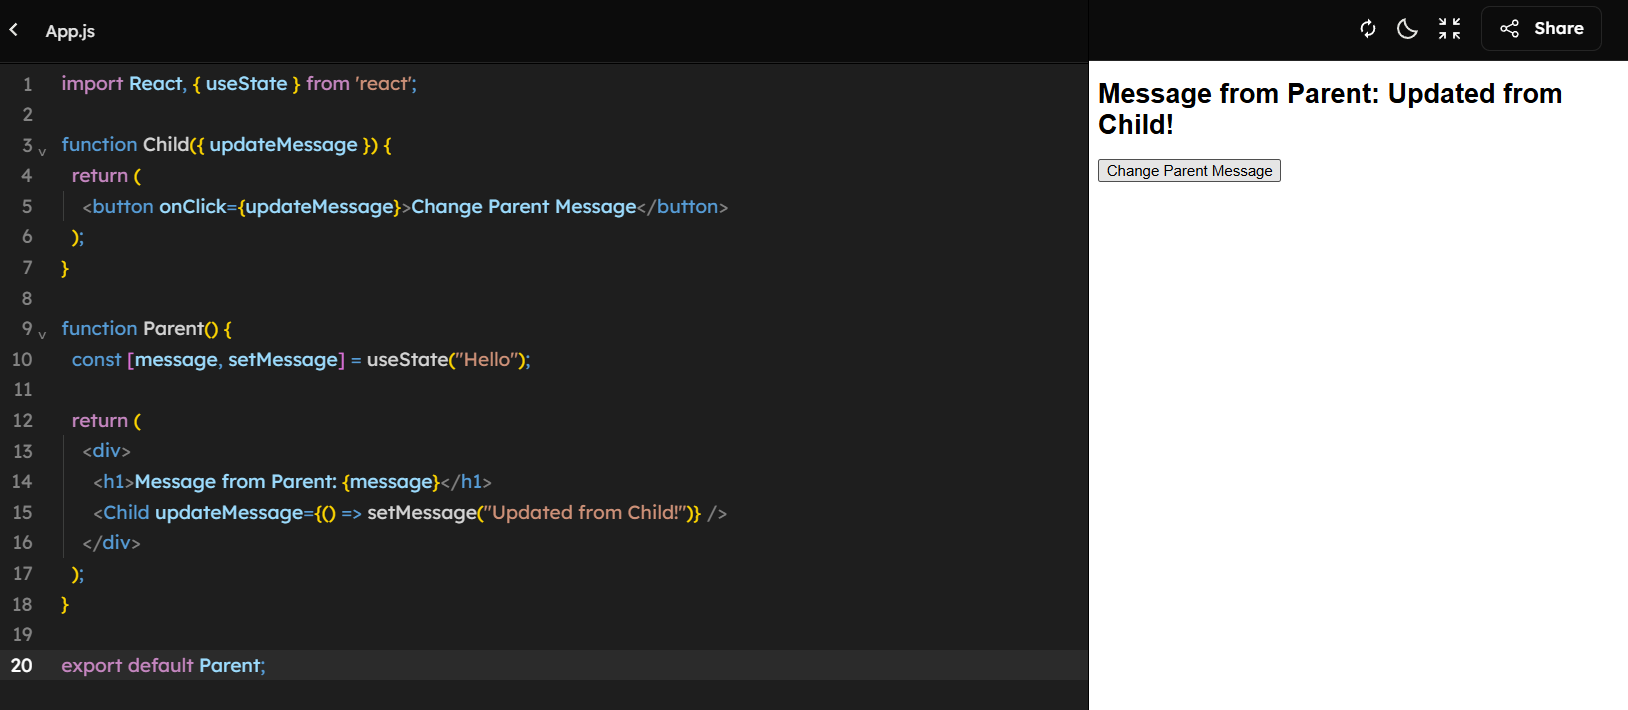 App.js
Share
1 import React, { useState } from 'react';
2
3 function Child({ updateMessage }) {
4 return (
5 <button onClick={updateMessage}>Change Parent Message</button>
6 );
7 }
8
9 function Parent() {
10 const [message, setMessage] = useState("Hello");
11
12 return (
13 <div>
14 <h1>Message from Parent: {message}</h1>
15 <Child updateMessage={() => setMessage("Updated from Child!")} />
16 </div>
17 );
18 }
19
20 export default Parent;
Message from Parent: Updated from
Child!
Change Parent Message